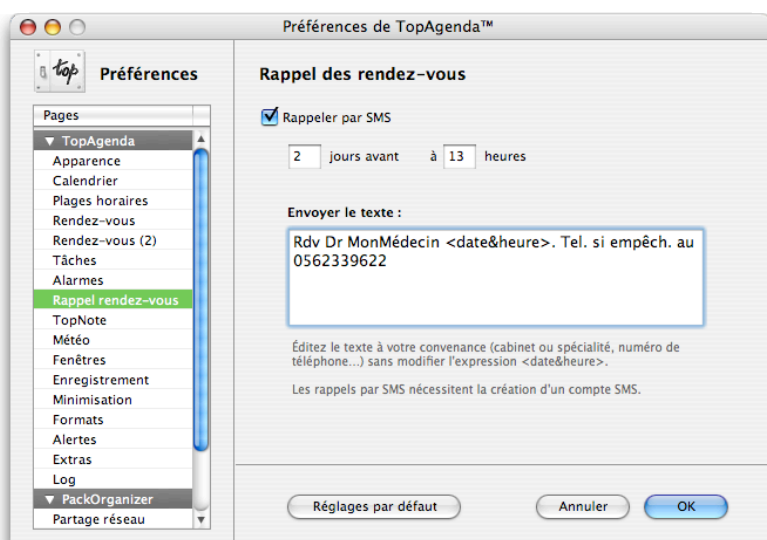 Préférences de TopAgenda™
top
Préférences
Pages
TopAgenda
Apparence
Calendrier
Plages horaires
Rendez-vous
Rendez-vous (2)
Tâches
Alarmes
Rappel rendez-vous
TopNote
Météo
Fenêtres
Enregistrement
Minimisation
Formats
Alertes
Extras
Log
PackOrganizer
Partage réseau
Rappel des rendez-vous
Rappeler par SMS
2 jours avant à 13 heures
Envoyer le texte :
Rdv Dr MonMédecin <date&heure>. Tel. si empêch. au
0562339622
Éditez le texte à votre convenance (cabinet ou spécialité, numéro de
téléphone...) sans modifier l'expression <date&heure>.
Les rappels par SMS nécessitent la création d'un compte SMS.
Réglages par défaut
Annuler
OK